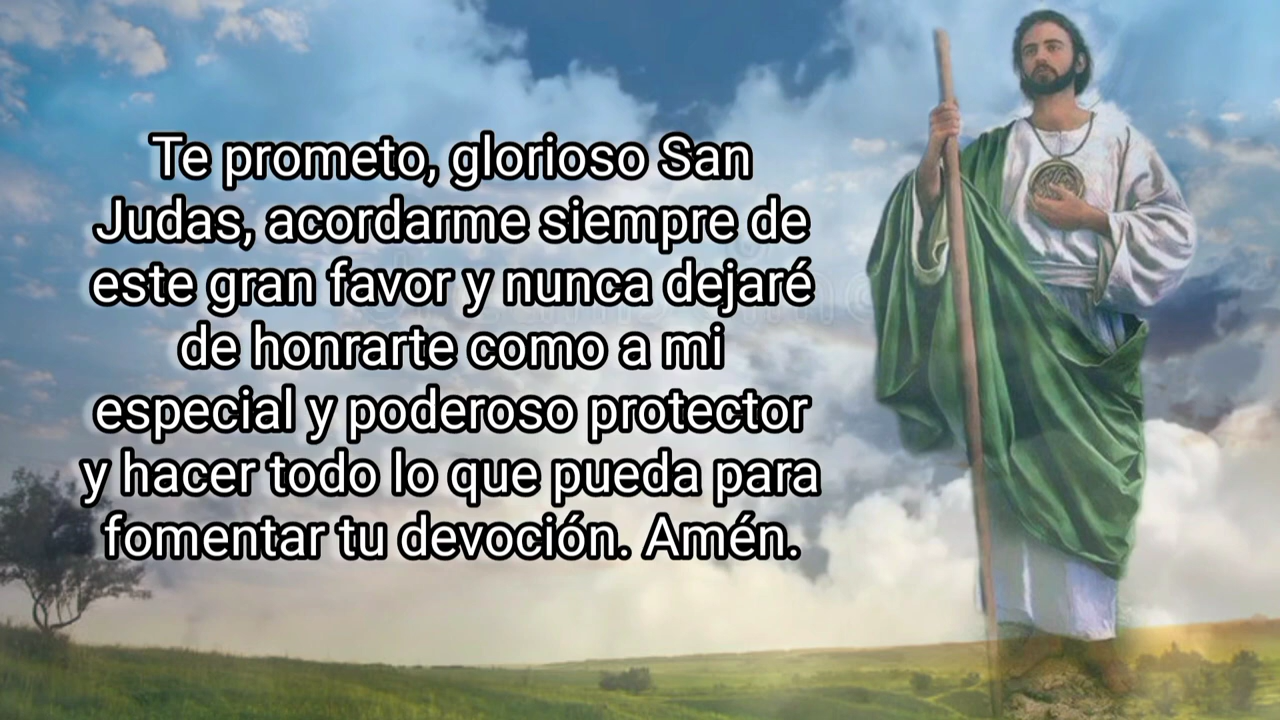 Te prometo, glorioso San
Judas, acordarme siempre de
este gran favor y nunca dejaré
de honrarte como a mi
especial y poderoso protector
y hacer todo lo que pueda para
fomentar tu devoción. Amén.